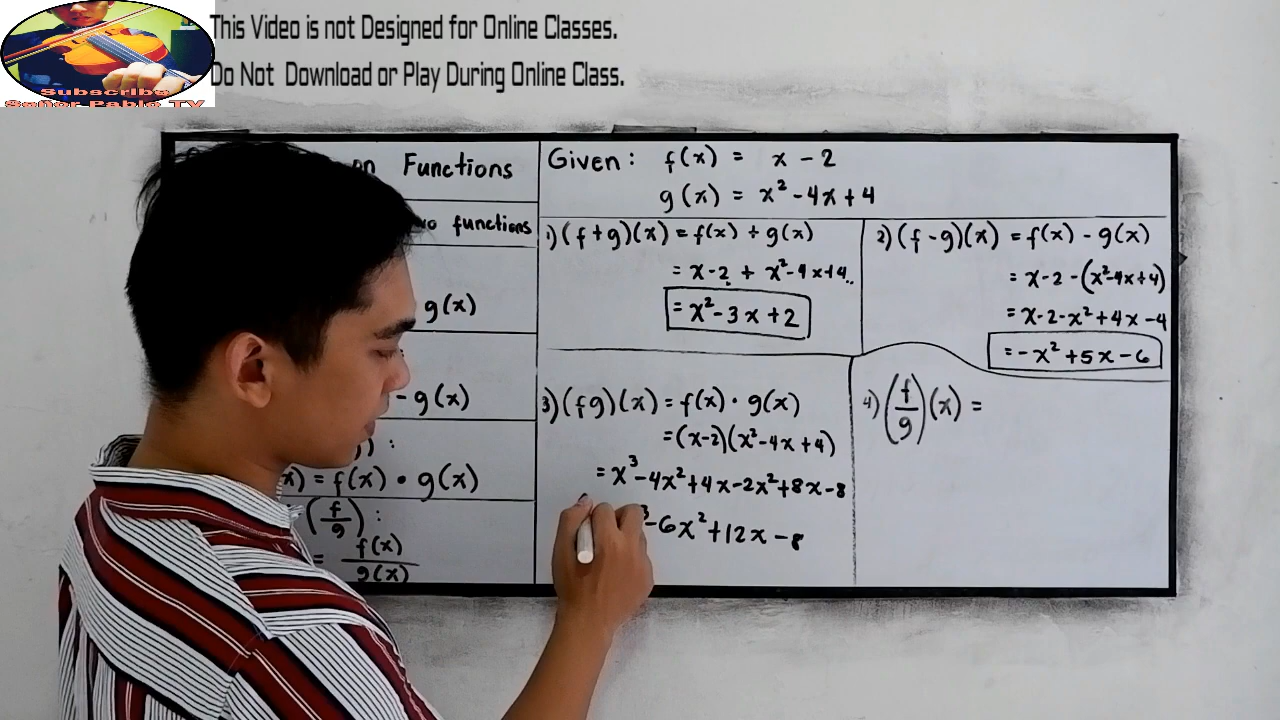 This Video is not Designed for Online Classes.
Do Not Download or Play During Online Class.
Subscribe
Señor Pablo TV
on Functions
two functions
g(x)
- g(x)
) :
x) = f(x) • g(x)
(f/g) :
= f(x)/g(x)
Given: f(x) = x - 2
g(x) = x² - 4x + 4
1) (f+g)(x) = f(x) + g(x)
= x - 2 + x² - 4x + 4
= x² - 3x + 2
2) (f - g)(x) = f(x) - g(x)
= x - 2 - (x² - 4x + 4)
= x - 2 - x² + 4x - 4
= -x² + 5x - 6
3) (fg)(x) = f(x) • g(x)
= (x-2)(x² - 4x + 4)
= x³ - 4x² + 4x - 2x² + 8x - 8
³ - 6x² + 12x - 8
4) (f/g)(x) =